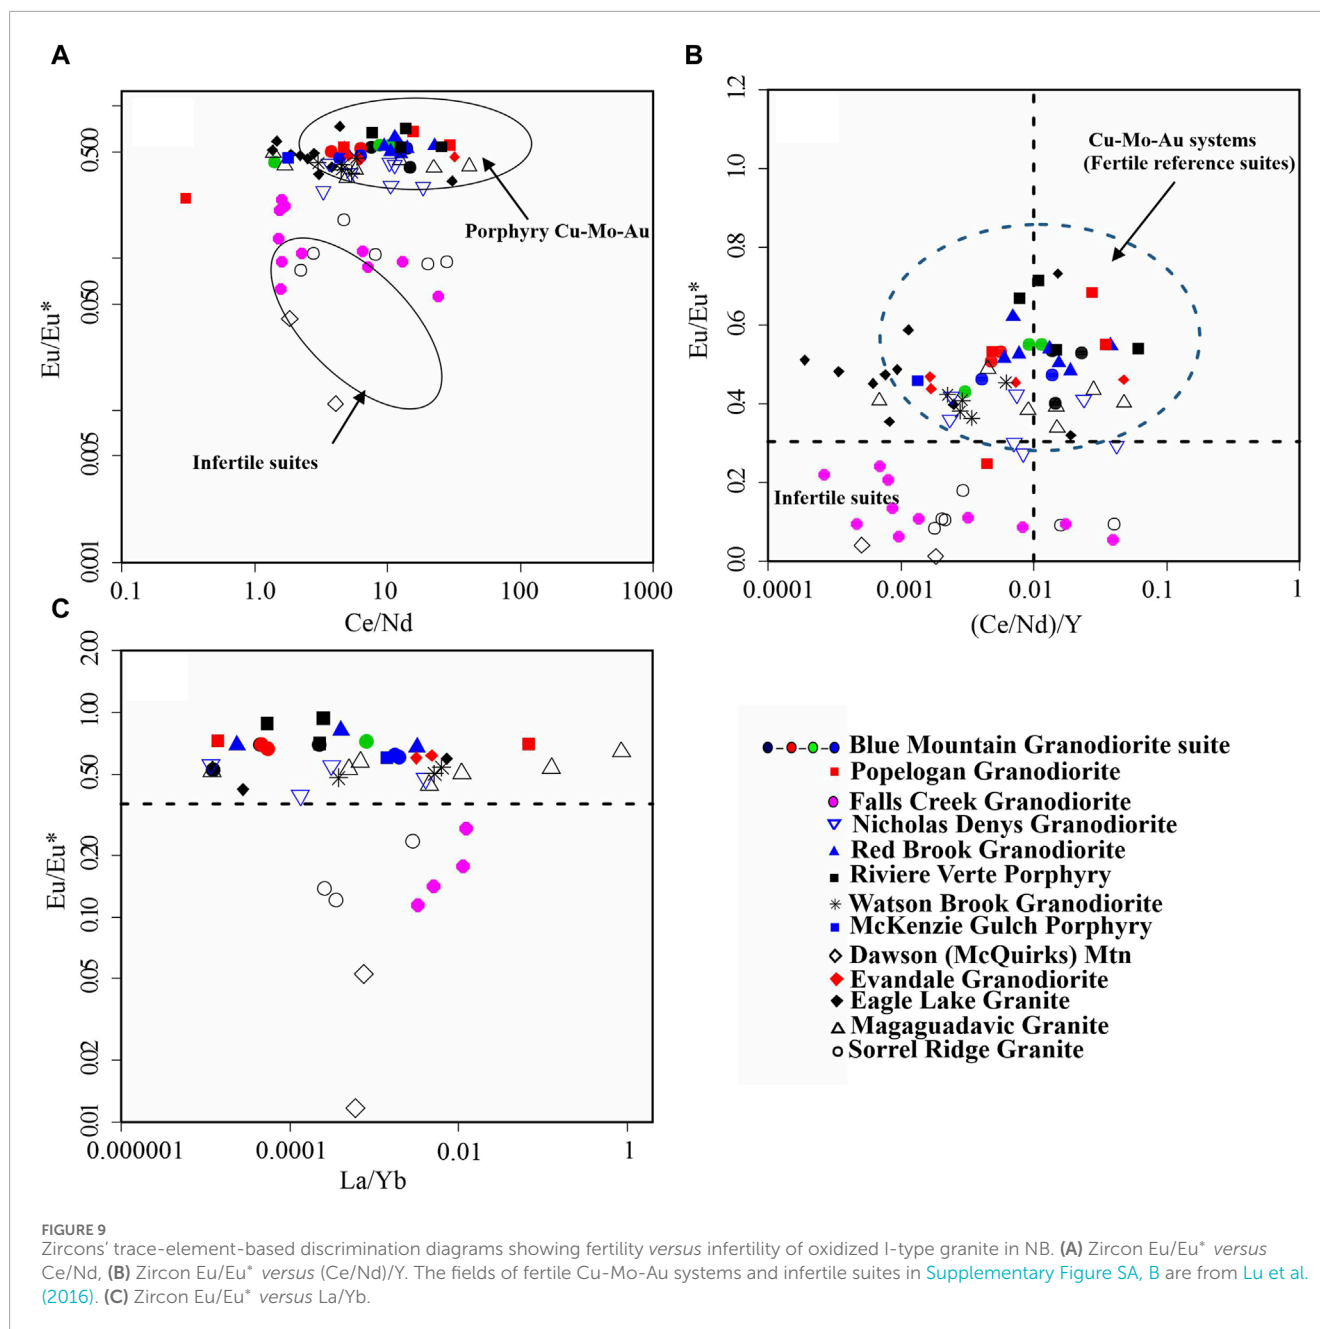 A
0.500
0.050
0.005
0.001
Eu/Eu*
Porphyry Cu-Mo-Au
Infertile suites
0.1
1.0
10
100
1000
Ce/Nd
B
1.2
1.0
0.8
0.6
0.4
0.2
0.0
Eu/Eu*
Cu-Mo-Au systems
(Fertile reference suites)
Infertile suites
0.0001
0.001
0.01
0.1
1
(Ce/Nd)/Y
C
2.00
1.00
0.50
0.20
0.10
0.05
0.02
0.01
Eu/Eu*
0.000001
0.0001
0.01
1
La/Yb
Blue Mountain Granodiorite suite
Popelogan Granodiorite
Falls Creek Granodiorite
Nicholas Denys Granodiorite
Red Brook Granodiorite
Riviere Verte Porphyry
Watson Brook Granodiorite
McKenzie Gulch Porphyry
Dawson (McQuirks) Mtn
Evandale Granodiorite
Eagle Lake Granite
Magaguadavic Granite
Sorrel Ridge Granite
FIGURE 9
Zircons' trace-element-based discrimination diagrams showing fertility versus infertility of oxidized I-type granite in NB. (A) Zircon Eu/Eu* versus
Ce/Nd, (B) Zircon Eu/Eu* versus (Ce/Nd)/Y. The fields of fertile Cu-Mo-Au systems and infertile suites in Supplementary Figure SA, B are from Lu et al.
(2016). (C) Zircon Eu/Eu* versus La/Yb.